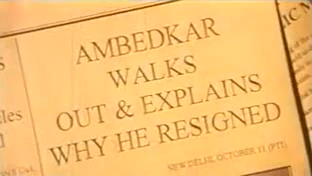 AMBEDKAR
WALKS
OUT & EXPLAINS
WHY HE RESIGNED
NEW DELHI, OCTOBER 11 (PTI)